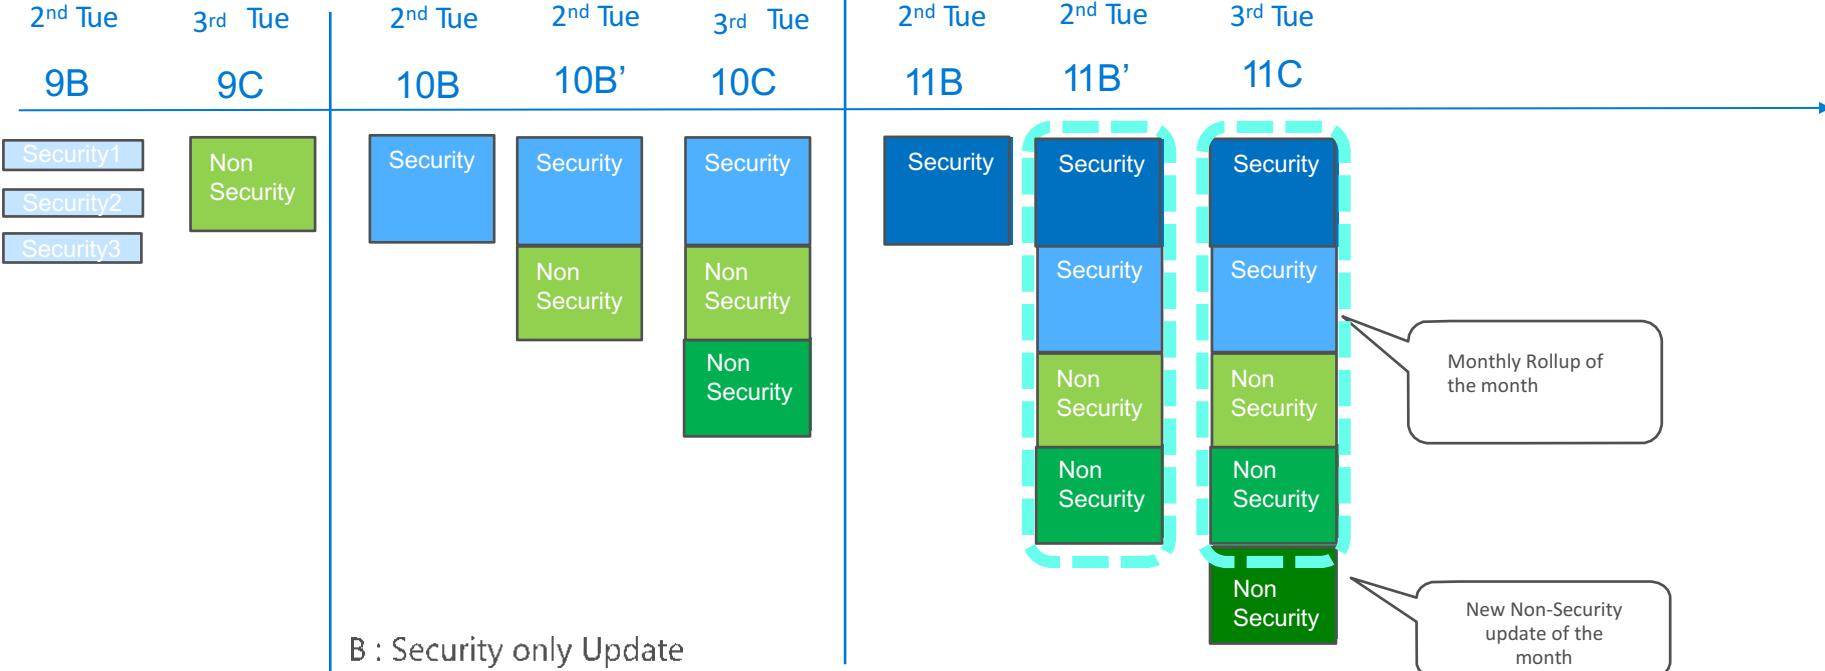 2nd Tue
3rd Tue
2nd Tue
2nd Tue
3rd Tue
2nd Tue
2nd Tue
3rd Tue
9B
9C
10B
10B’
10C
11B
11B’
11C
Security1
Security2
Security3
Non
Security
Security
Security
Non
Security
Security
Non
Security
Non
Security
Security
Security
Security
Non
Security
Non
Security
Security
Security
Non
Security
Non
Security
Non
Security
Monthly Rollup of
the month
New Non-Security
update of the
month
B : Security only Update